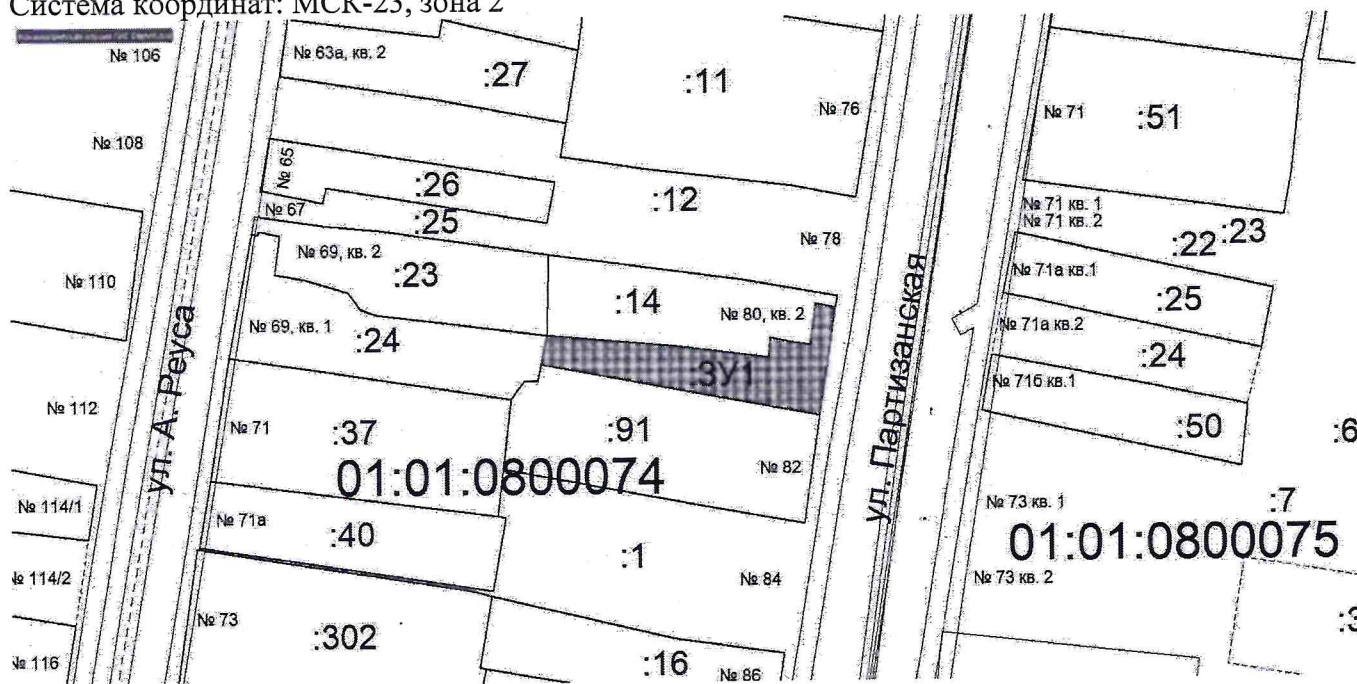 Система координат: МСК-23, зона 2
№ 106
№ 63а, кв. 2
:27
:11
№ 76
№ 71
:51
№ 108
№ 65
:26
:12
№ 67
:25
№ 78
№ 71 кв. 1
№ 71 кв. 2
:22
:23
№ 69, кв. 2
:23
№ 110
:14
№ 80, кв. 2
№ 71а кв.1
:25
№ 69, кв. 1
:24
№ 71а кв.2
:24
ул. А. Реуса
:ЗУ1
ул. Партизанская
№ 71б кв.1
№ 112
№ 71
:37
:91
№ 82
:50
:6
01:01:0800074
№ 114/1
№ 71а
:40
:1
№ 84
№ 73 кв. 1
:7
01:01:0800075
№ 114/2
№ 73 кв. 2
№ 73
:302
:3
№ 116
:16
№ 86